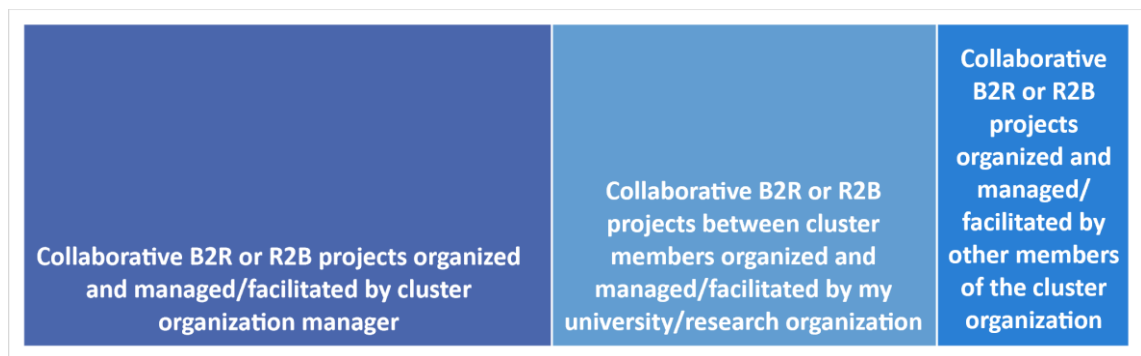 Collaborative B2R or R2B projects organized
and managed/facilitated by cluster
organization manager
Collaborative B2R or R2B
projects between cluster
members organized and
managed/facilitated by my
university/research organization
Collaborative
B2R or R2B
projects
organized and
managed/
facilitated by
other members
of the cluster
organization